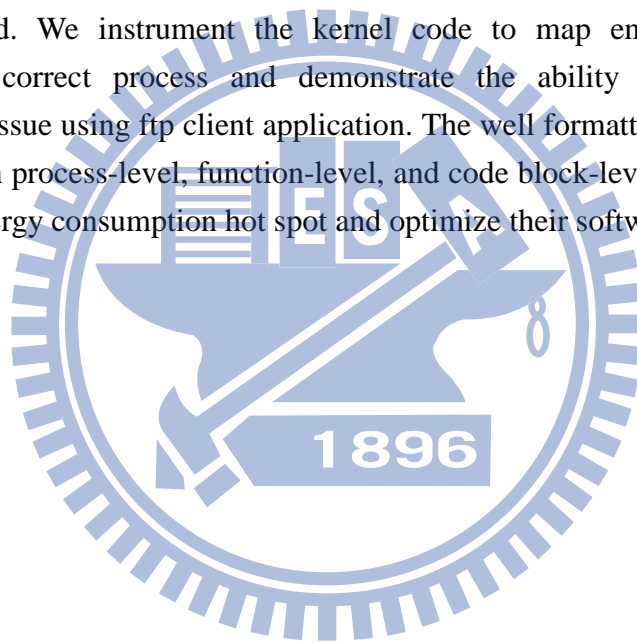 d. We instrument the kernel code to map en
correct process and demonstrate the ability
ssue using ftp client application. The well formatt
n process-level, function-level, and code block-lev
ergy consumption hot spot and optimize their softw
E S A
8
1896